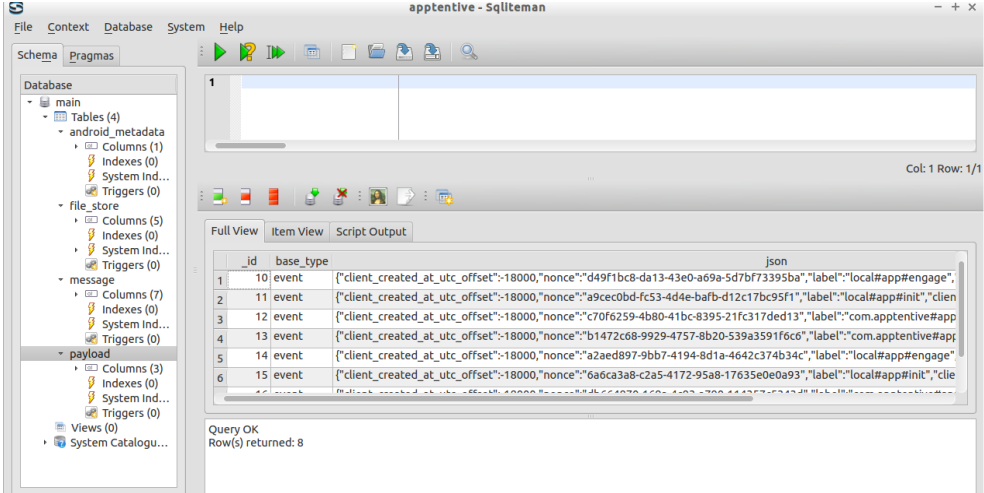 apptentive - Sqliteman
File Context Database System Help
Schema Pragmas
Database
main
Tables (4)
android_metadata
Columns (1)
Indexes (0)
System Ind...
Triggers (0)
file_store
Columns (5)
Indexes (0)
System Ind...
Triggers (0)
message
Columns (7)
Indexes (0)
System Ind...
Triggers (0)
payload
Columns (3)
Indexes (0)
System Ind...
Triggers (0)
Views (0)
System Catalogu...
1
Col: 1 Row: 1/1
Full View Item View Script Output
_id base_type json
1 10 event {"client_created_at_utc_offset":-18000,"nonce":"d49f1bc8-da13-43e0-a69a-5d7bf73395ba","label":"local#app#engage",
2 11 event {"client_created_at_utc_offset":-18000,"nonce":"a9cec0bd-fc53-4d4e-bafb-d12c17bc95f1","label":"local#app#init","clien
3 12 event {"client_created_at_utc_offset":-18000,"nonce":"c70f6259-4b80-41bc-8395-21fc317ded13","label":"com.apptentive#app
4 13 event {"client_created_at_utc_offset":-18000,"nonce":"b1472c68-9929-4757-8b20-539a3591f6c6","label":"com.apptentive#app
5 14 event {"client_created_at_utc_offset":-18000,"nonce":"a2aed897-9bb7-4194-8d1a-4642c374b34c","label":"local#app#engage"
6 15 event {"client_created_at_utc_offset":-18000,"nonce":"6a6ca3a8-c2a5-4172-95a8-17635e0e0a93","label":"local#app#init","clie
Query OK
Row(s) returned: 8